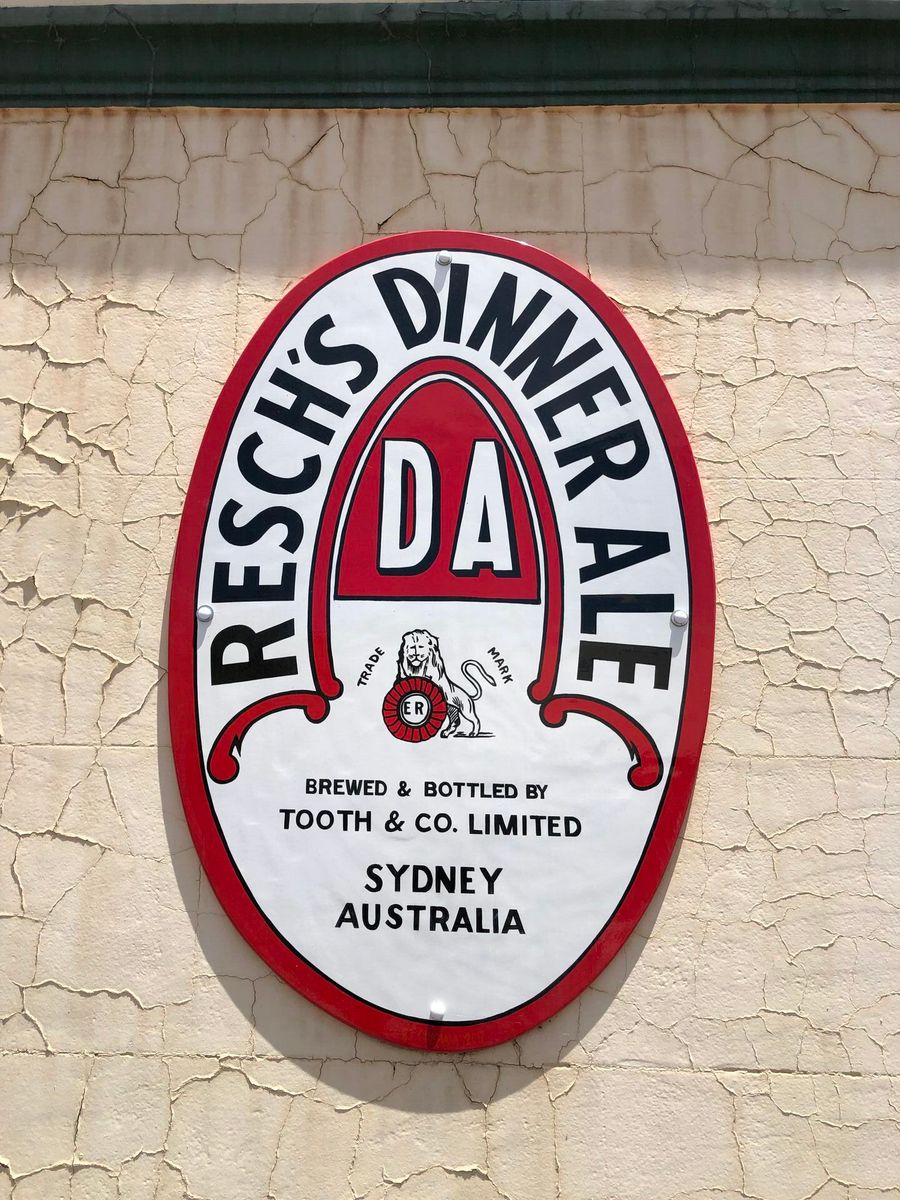 RESCH'S DINNER ALE
DA
TRADE MARK
ER
BREWED & BOTTLED BY
TOOTH & CO. LIMITED
SYDNEY
AUSTRALIA